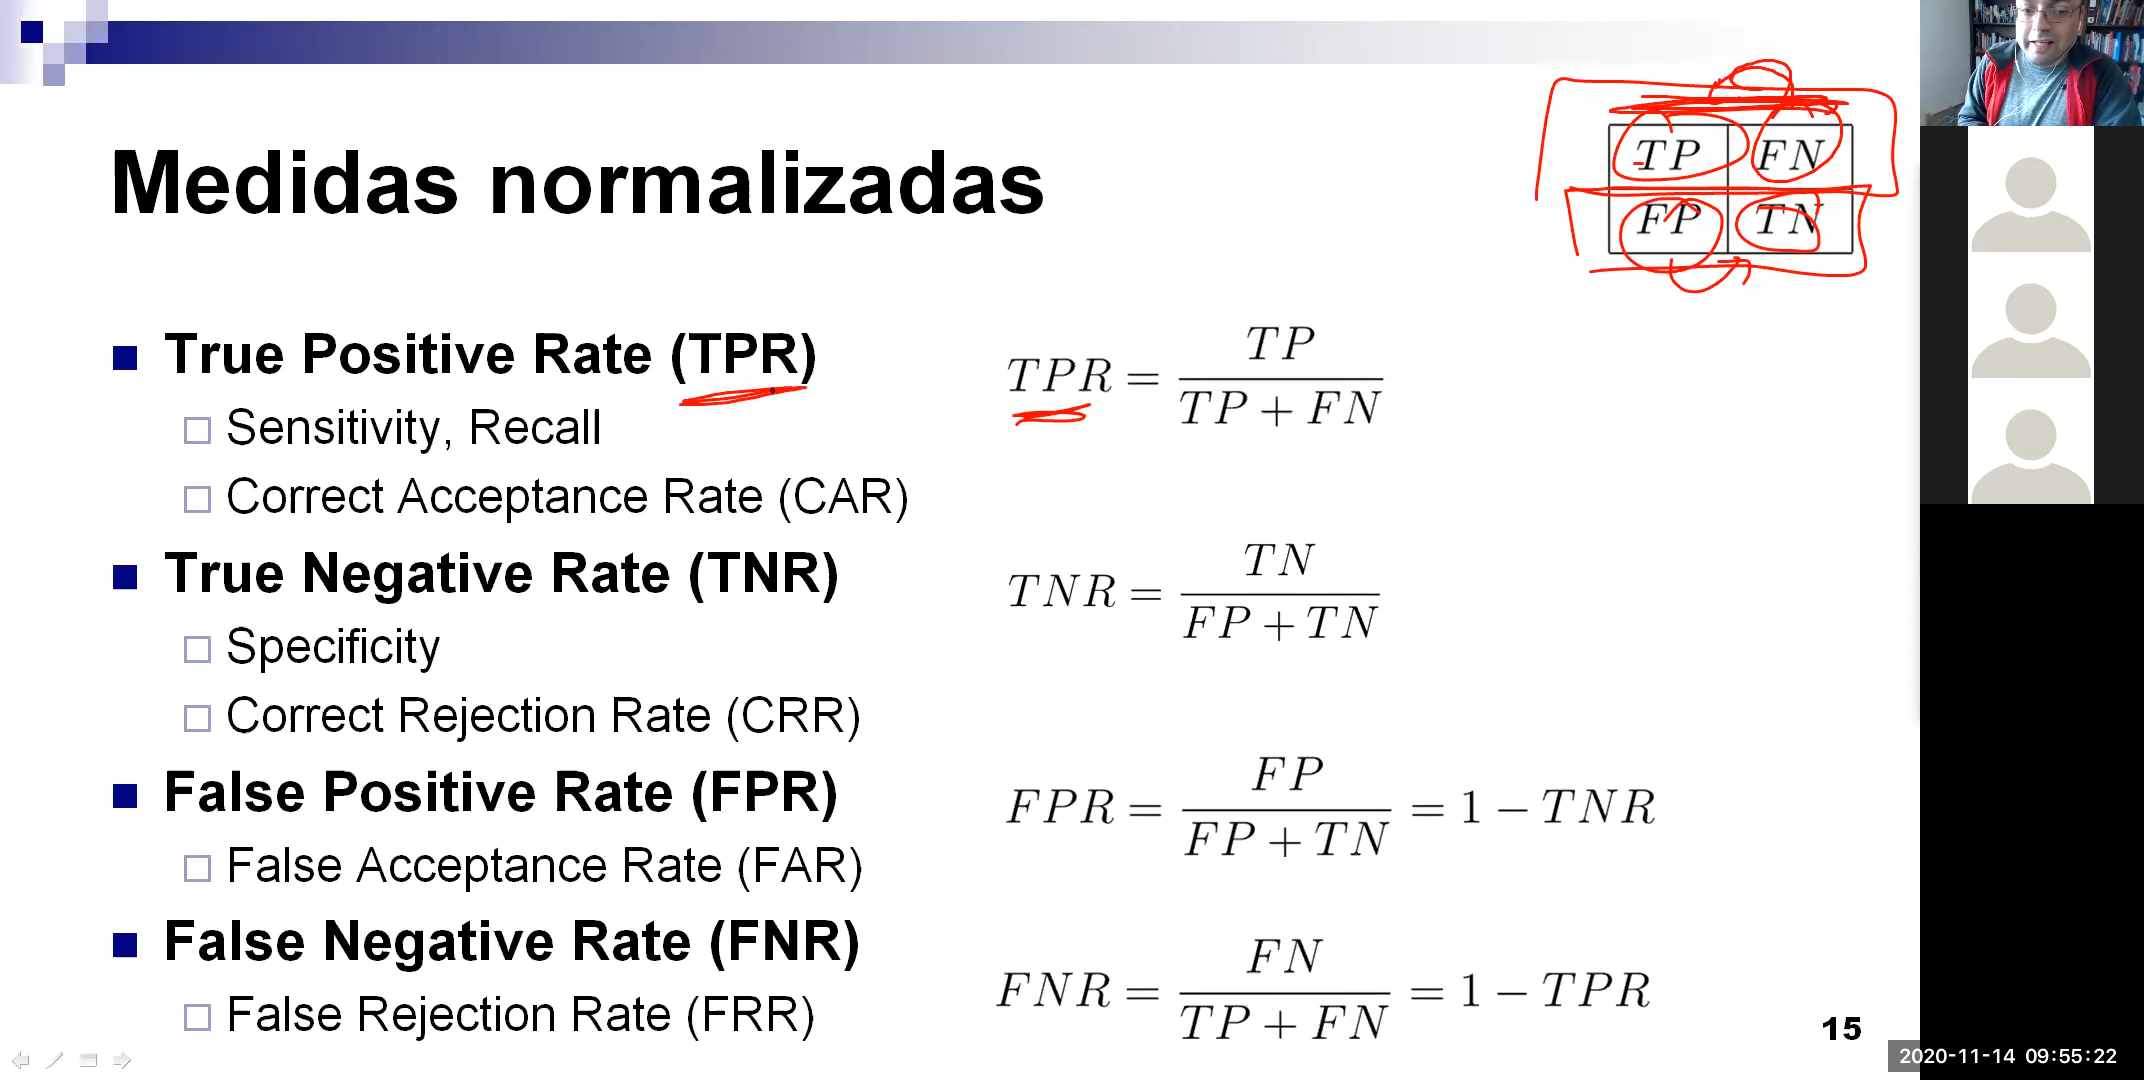 Medidas normalizadas
TP FN
FP TN
True Positive Rate (TPR)
Sensitivity, Recall
Correct Acceptance Rate (CAR)
TPR = TP / (TP + FN)
True Negative Rate (TNR)
Specificity
Correct Rejection Rate (CRR)
TNR = TN / (FP + TN)
False Positive Rate (FPR)
False Acceptance Rate (FAR)
FPR = FP / (FP + TN) = 1 − TNR
False Negative Rate (FNR)
False Rejection Rate (FRR)
FNR = FN / (TP + FN) = 1 − TPR
15
2020-11-14 09:55:22